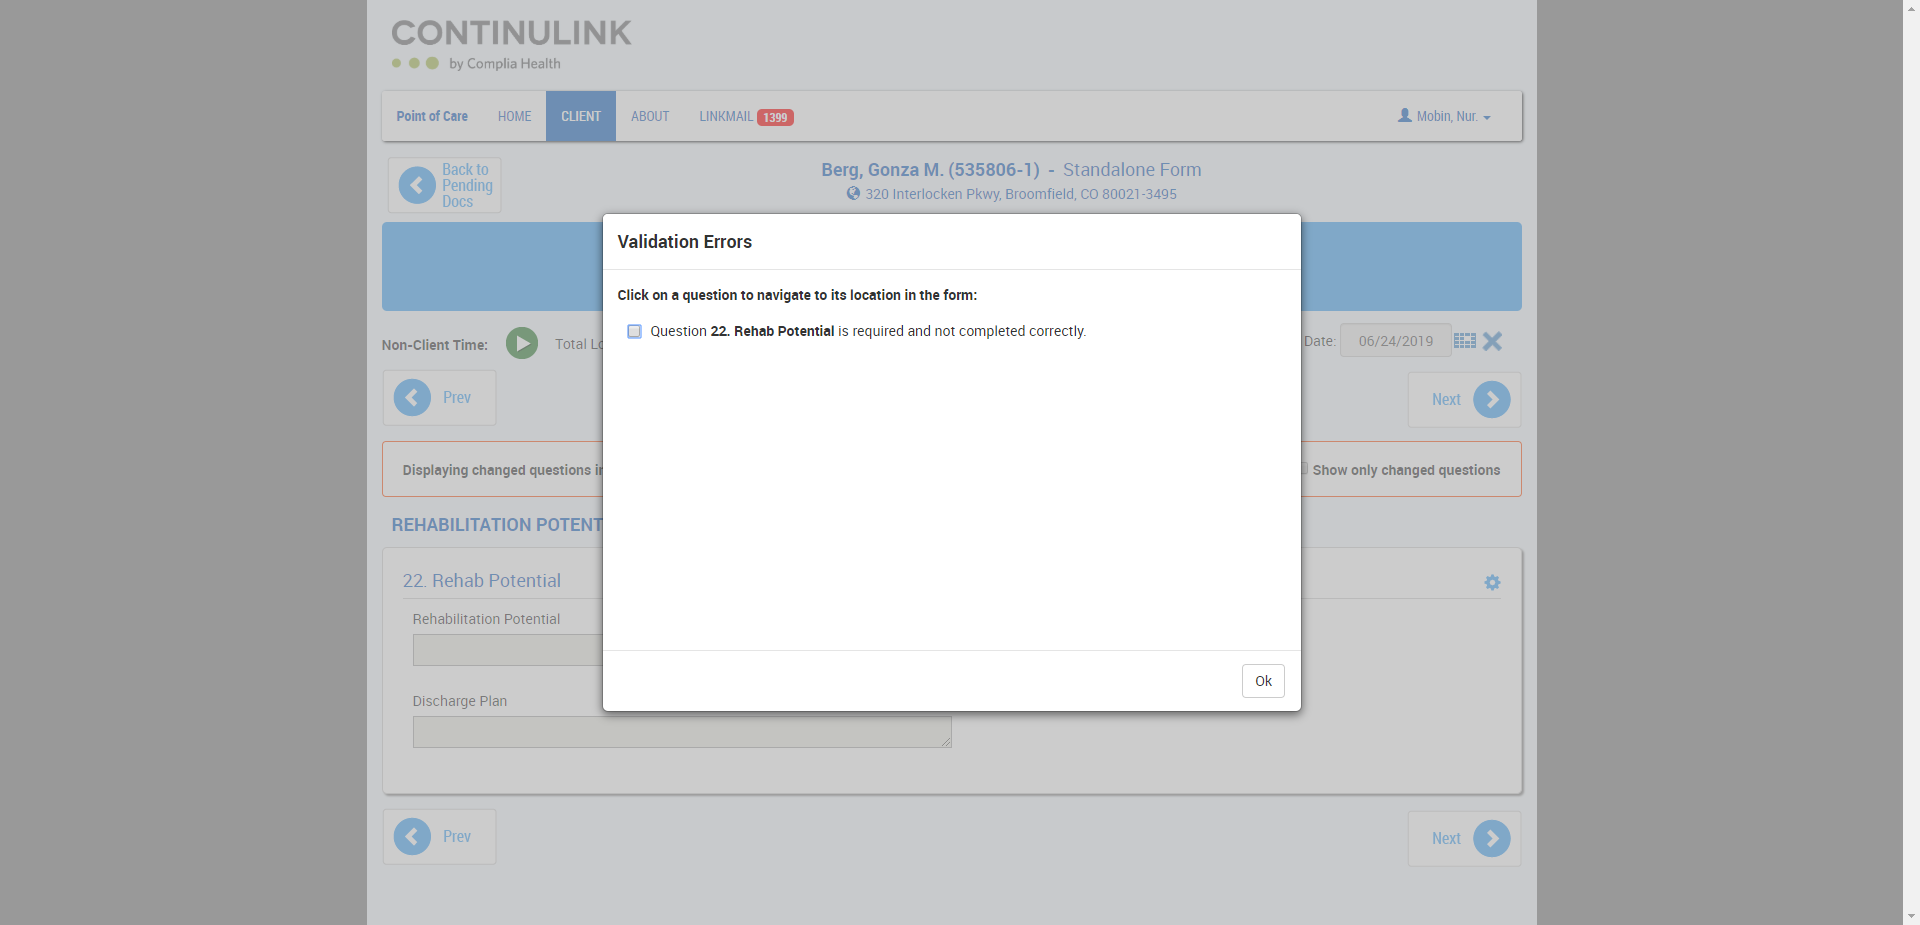 CONTINULINK
by Complia Health
Point of Care HOME CLIENT ABOUT LINKMAIL 1399 Mobin, Nur.
Back to
Pending
Docs
Berg, Gonza M. (535806-1) - Standalone Form
320 Interlocken Pkwy, Broomfield, CO 80021-3495
Validation Errors
Click on a question to navigate to its location in the form:
Question 22. Rehab Potential is required and not completed correctly.
Ok
Non-Client Time: Total Lo
Date: 06/24/2019
Prev
Next
Displaying changed questions in
Show only changed questions
REHABILITATION POTENT
22. Rehab Potential
Rehabilitation Potential
Discharge Plan
Prev
Next